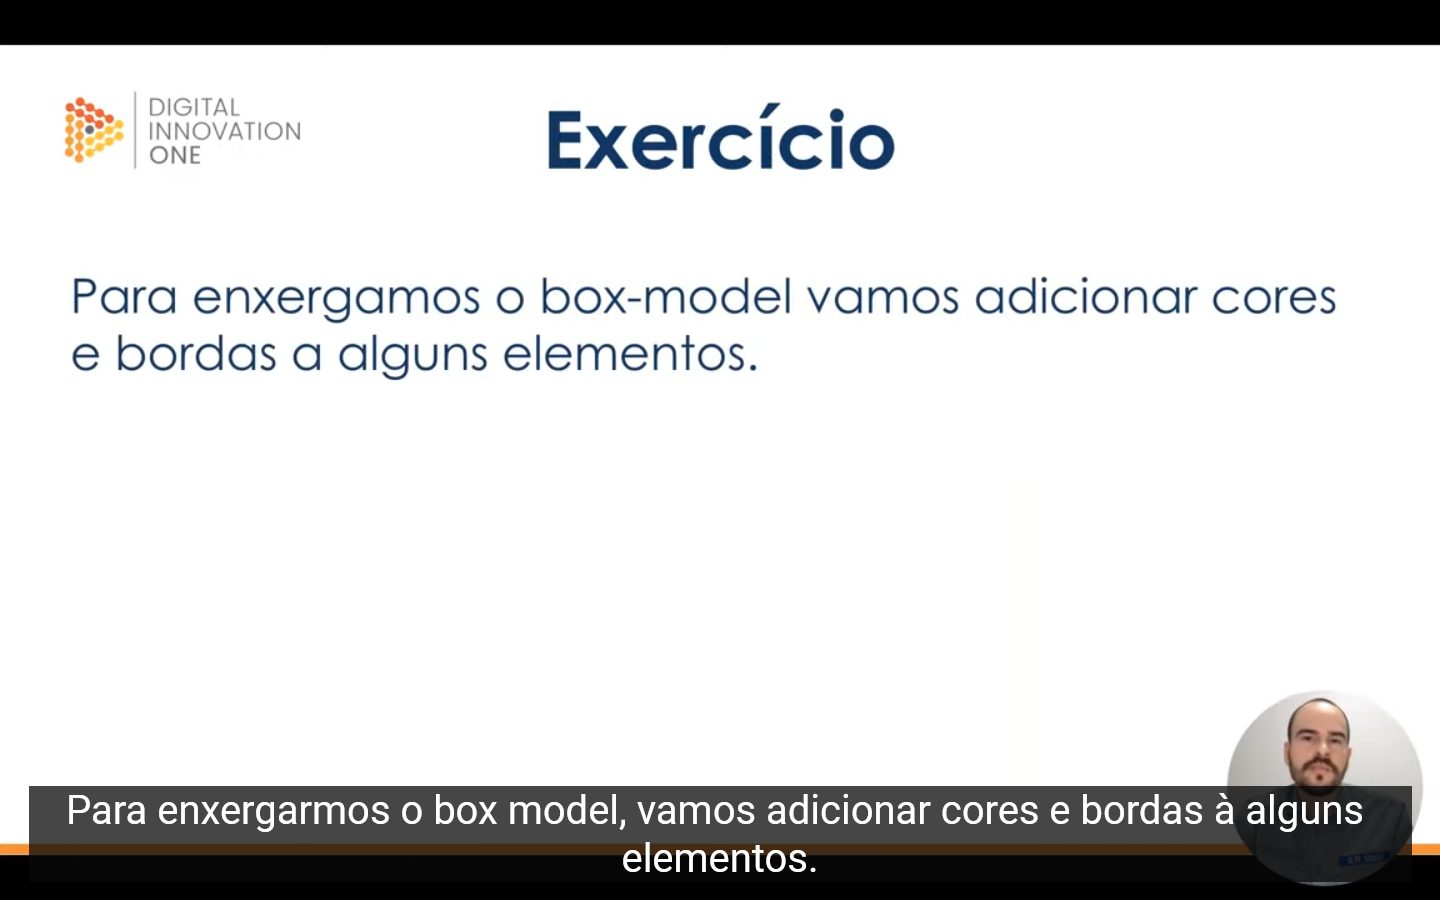 DIGITAL
INNOVATION
ONE
Exercício
Para enxergamos o box-model vamos adicionar cores
e bordas a alguns elementos.
Para enxergarmos o box model, vamos adicionar cores e bordas à alguns
elementos.